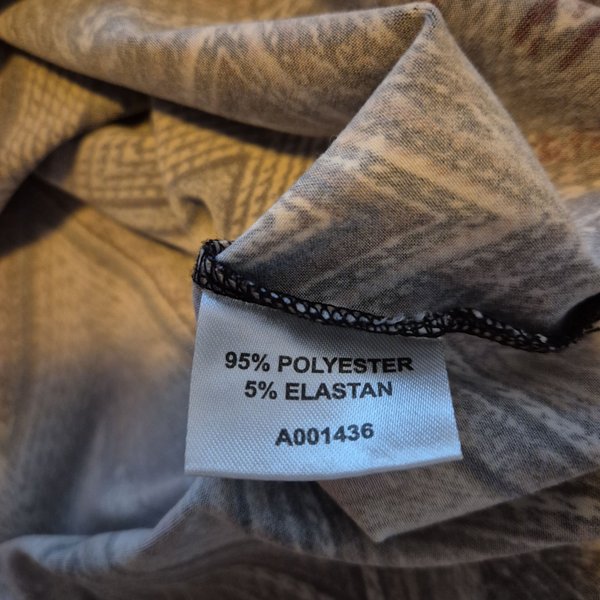 95% POLYESTER
5% ELASTAN
A001436